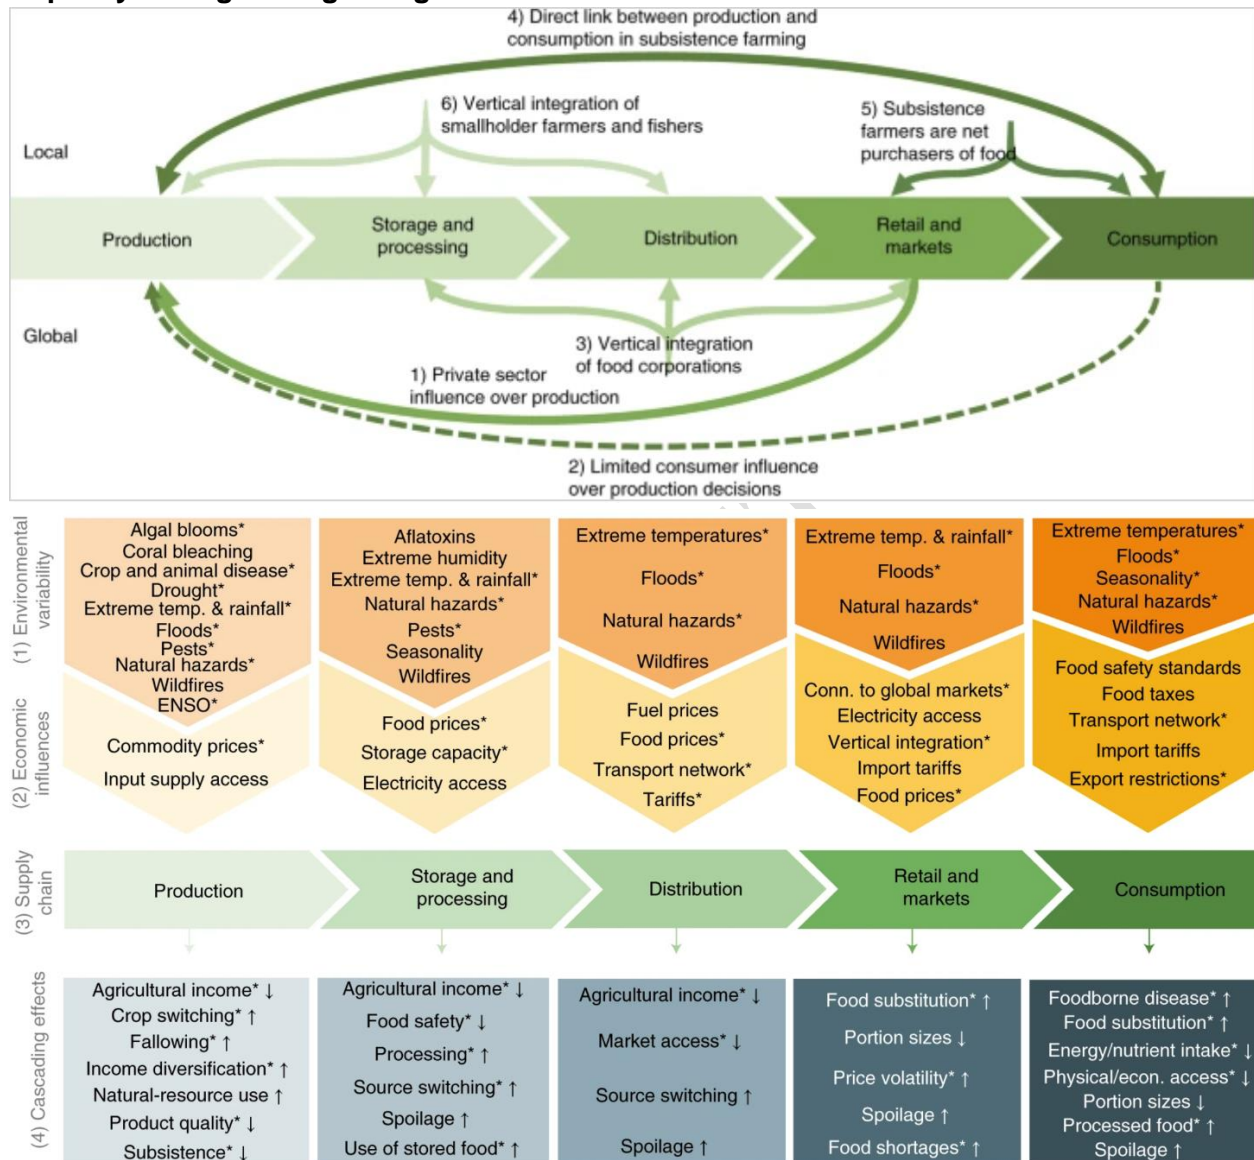 4) Direct link between production and
consumption in subsistence farming
6) Vertical integration of
smallholder farmers and fishers
5) Subsistence
farmers are net
purchasers of food
Local
Production
Storage and
processing
Distribution
Retail and
markets
Consumption
Global
3) Vertical integration
of food corporations
1) Private sector
influence over production
2) Limited consumer influence
over production decisions
(1) Environmental
variability
Algal blooms*
Coral bleaching
Crop and animal disease*
Drought*
Extreme temp. & rainfall*
Floods*
Pests*
Natural hazards*
Wildfires
ENSO*
Aflatoxins
Extreme humidity
Extreme temp. & rainfall*
Natural hazards*
Pests*
Seasonality
Wildfires
Extreme temperatures*
Floods*
Natural hazards*
Wildfires
Extreme temp. & rainfall*
Floods*
Natural hazards*
Wildfires
Extreme temperatures*
Floods*
Seasonality*
Natural hazards*
Wildfires
(2) Economic
influences
Commodity prices*
Input supply access
Food prices*
Storage capacity*
Electricity access
Fuel prices
Food prices*
Transport network*
Tariffs*
Conn. to global markets*
Electricity access
Vertical integration*
Import tariffs
Food prices*
Food safety standards
Food taxes
Transport network*
Import tariffs
Export restrictions*
(3) Supply
chain
Production
Storage and
processing
Distribution
Retail and
markets
Consumption
(4) Cascading effects
Agricultural income* ↓
Crop switching* ↑
Fallowing* ↑
Income diversification* ↑
Natural-resource use ↑
Product quality* ↓
Subsistence* ↓
Agricultural income* ↓
Food safety* ↓
Processing* ↑
Source switching* ↑
Spoilage ↑
Use of stored food* ↑
Agricultural income* ↓
Market access* ↓
Source switching ↑
Spoilage ↑
Food substitution* ↑
Portion sizes ↓
Price volatility* ↑
Spoilage ↑
Food shortages* ↑
Foodborne disease* ↑
Food substitution* ↑
Energy/nutrient intake* ↓
Physical/econ. access* ↓
Portion sizes ↓
Processed food* ↑
Spoilage ↑